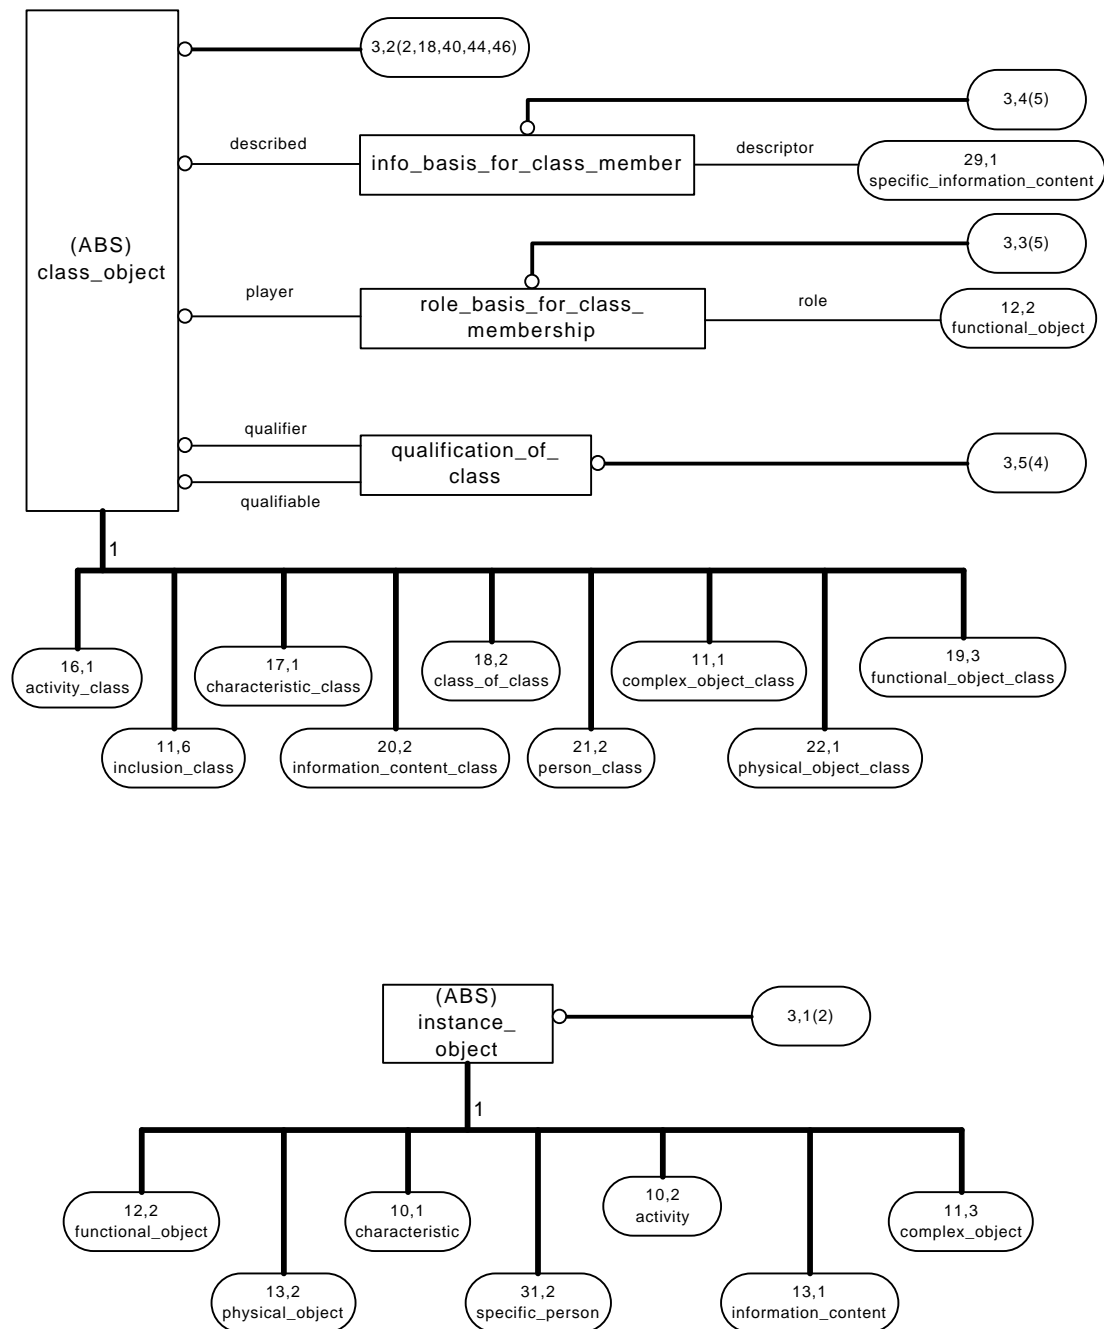 3,2(2,18,40,44,46)
3,4(5)
described
info_basis_for_class_member
descriptor
29,1
specific_information_content
(ABS)
class_object
3,3(5)
player
role_basis_for_class_
membership
role
12,2
functional_object
qualifier
qualification_of_
class
3,5(4)
qualifiable
1
16,1
activity_class
17,1
characteristic_class
18,2
class_of_class
11,1
complex_object_class
19,3
functional_object_class
11,6
inclusion_class
20,2
information_content_class
21,2
person_class
22,1
physical_object_class
(ABS)
instance_
object
3,1(2)
1
12,2
functional_object
10,1
characteristic
10,2
activity
11,3
complex_object
13,2
physical_object
31,2
specific_person
13,1
information_content